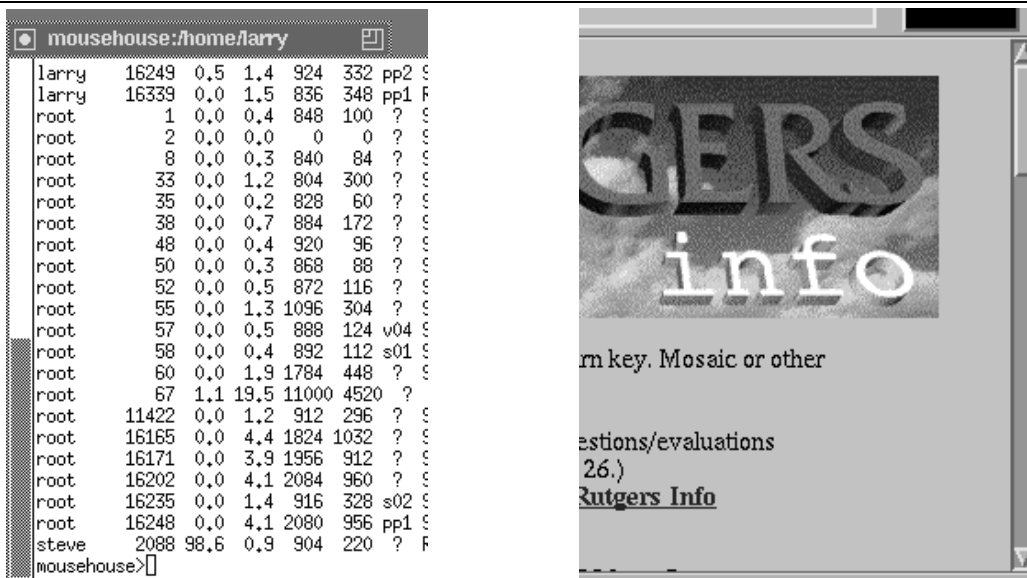 mousehouse:/home/larry
larry 16249 0.5 1.4 924 332 pp2 S
larry 16339 0.0 1.5 836 348 pp1 R
root 1 0.0 0.4 848 100 ? S
root 2 0.0 0.0 0 0 ? S
root 8 0.0 0.3 840 84 ? S
root 33 0.0 1.2 804 300 ? S
root 35 0.0 0.2 828 60 ? S
root 38 0.0 0.7 884 172 ? S
root 48 0.0 0.4 920 96 ? S
root 50 0.0 0.3 868 88 ? S
root 52 0.0 0.5 872 116 ? S
root 55 0.0 1.3 1096 304 ? S
root 57 0.0 0.5 888 124 v04 S
root 58 0.0 0.4 892 112 s01 S
root 60 0.0 1.9 1784 448 ? S
root 67 1.1 19.5 11000 4520 ?
root 11422 0.0 1.2 912 296 ? S
root 16165 0.0 4.4 1824 1032 ? S
root 16171 0.0 3.9 1956 912 ? S
root 16202 0.0 4.1 2084 960 ? S
root 16235 0.0 1.4 916 328 s02 S
root 16248 0.0 4.1 2080 956 pp1 S
steve 2088 98.6 0.9 904 220 ? R
mousehouse>
GERS
info
rn key. Mosaic or other
estions/evaluations
26.)
Rutgers Info